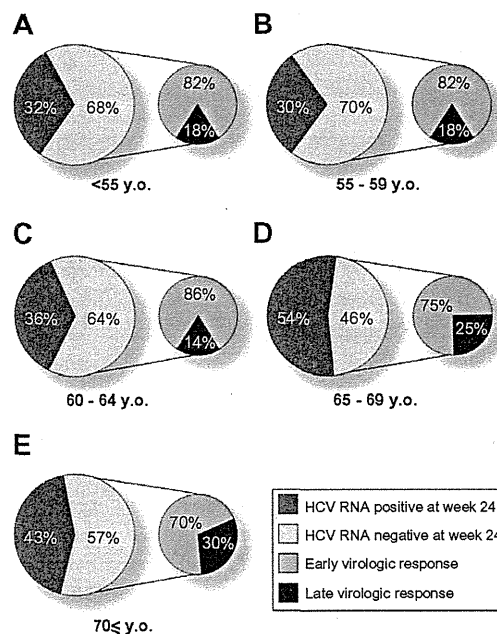 A
32%
68%
82%
18%
<55 y.o.
B
30%
70%
82%
18%
55 - 59 y.o.
C
36%
64%
86%
14%
60 - 64 y.o.
D
54%
46%
75%
25%
65 - 69 y.o.
E
43%
57%
70%
30%
70≤ y.o.
HCV RNA positive at week 24
HCV RNA negative at week 24
Early virologic response
Late virologic response